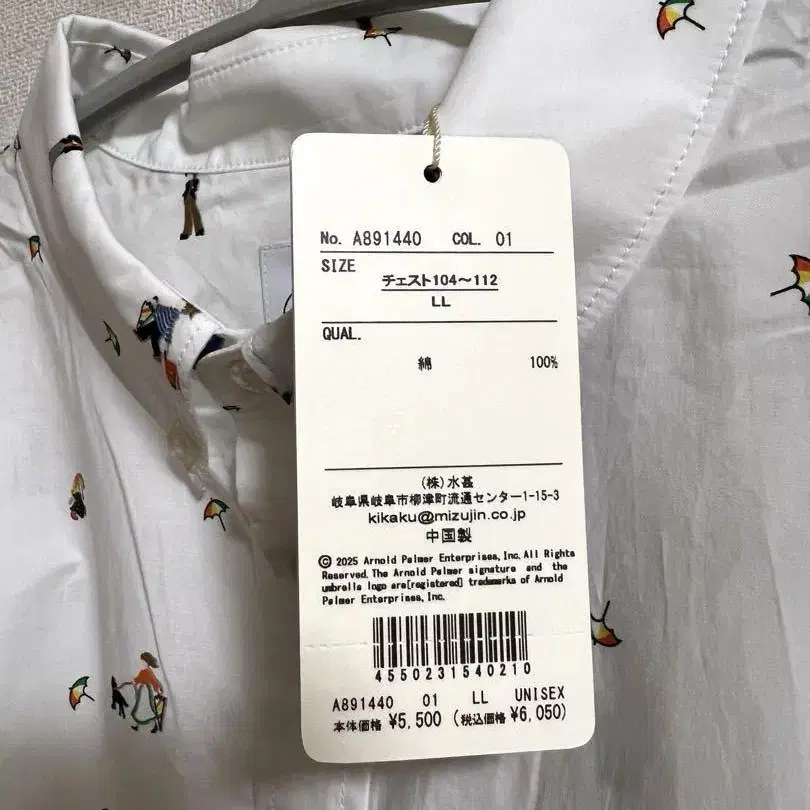 No. A891440 COL. 01
SIZE
チェスト104〜112
LL
QUAL.
綿 100%
(株)水甚
岐阜県岐阜市柳津町流通センター1-15-3
kikaku@mizujin.co.jp
中国製
© 2025 Arnold Palmer Enterprises, Inc. All Rights
Reserved. The Arnold Palmer signature and the
umbrella logo are[registered] trademarks of Arnold
Palmer Enterprises, Inc.
4550231540210
A891440 01 LL UNISEX
本体価格 ¥5,500 (税込価格 ¥6,050)